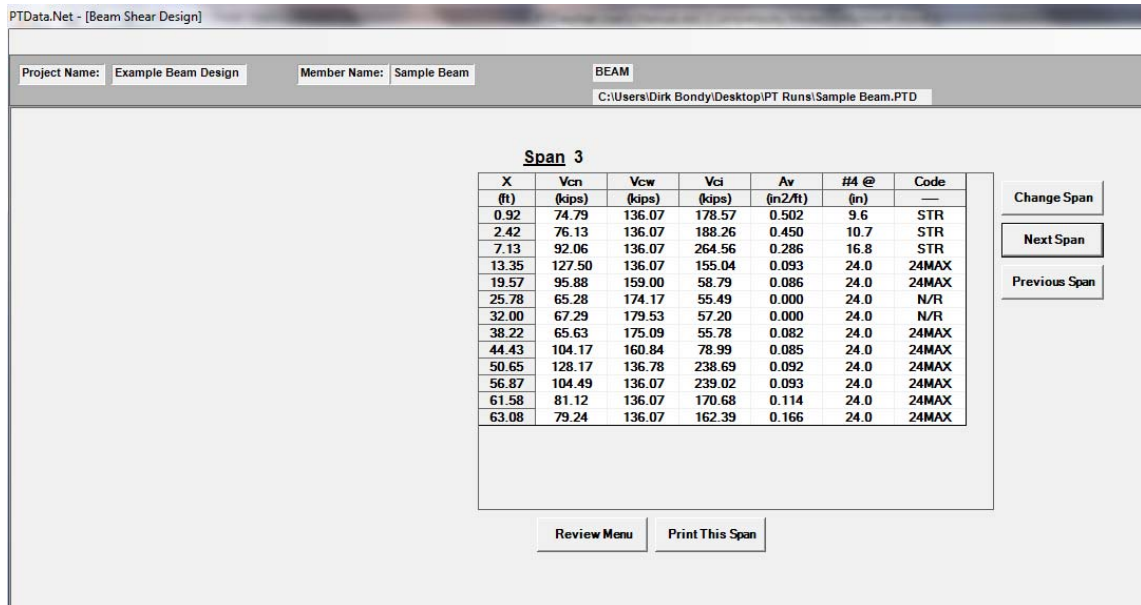 PTData.Net - [Beam Shear Design]
Project Name: Example Beam Design Member Name: Sample Beam BEAM
C:\Users\Dirk Bondy\Desktop\PT Runs\Sample Beam.PTD
Span 3
X Vcn Vcw Vci Av #4 @ Code
(ft) (kips) (kips) (kips) (in2/ft) (in) —
0.92 74.79 136.07 178.57 0.502 9.6 STR
2.42 76.13 136.07 188.26 0.450 10.7 STR
7.13 92.06 136.07 264.56 0.286 16.8 STR
13.35 127.50 136.07 155.04 0.093 24.0 24MAX
19.57 95.88 159.00 58.79 0.086 24.0 24MAX
25.78 65.28 174.17 55.49 0.000 24.0 N/R
32.00 67.29 179.53 57.20 0.000 24.0 N/R
38.22 65.63 175.09 55.78 0.082 24.0 24MAX
44.43 104.17 160.84 78.99 0.085 24.0 24MAX
50.65 128.17 136.78 238.69 0.092 24.0 24MAX
56.87 104.49 136.07 239.02 0.093 24.0 24MAX
61.58 81.12 136.07 170.68 0.114 24.0 24MAX
63.08 79.24 136.07 162.39 0.166 24.0 24MAX
Change Span
Next Span
Previous Span
Review Menu Print This Span